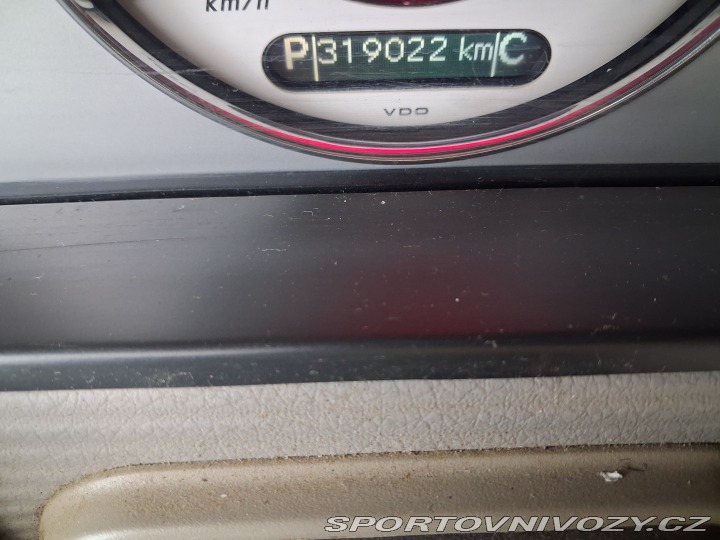 km/h
P 319022 km C
VDO
SPORTOVNIVOZY.CZ